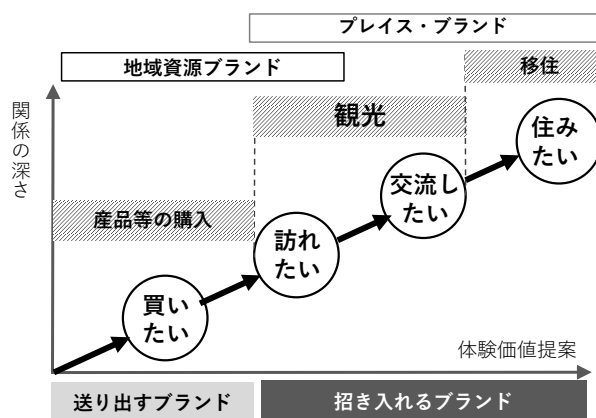 プレイス・ブランド
地域資源ブランド
移住
関係の深さ
観光
住み
たい
交流し
たい
産品等の購入
訪れ
たい
買い
たい
体験価値提案
送り出すブランド
招き入れるブランド